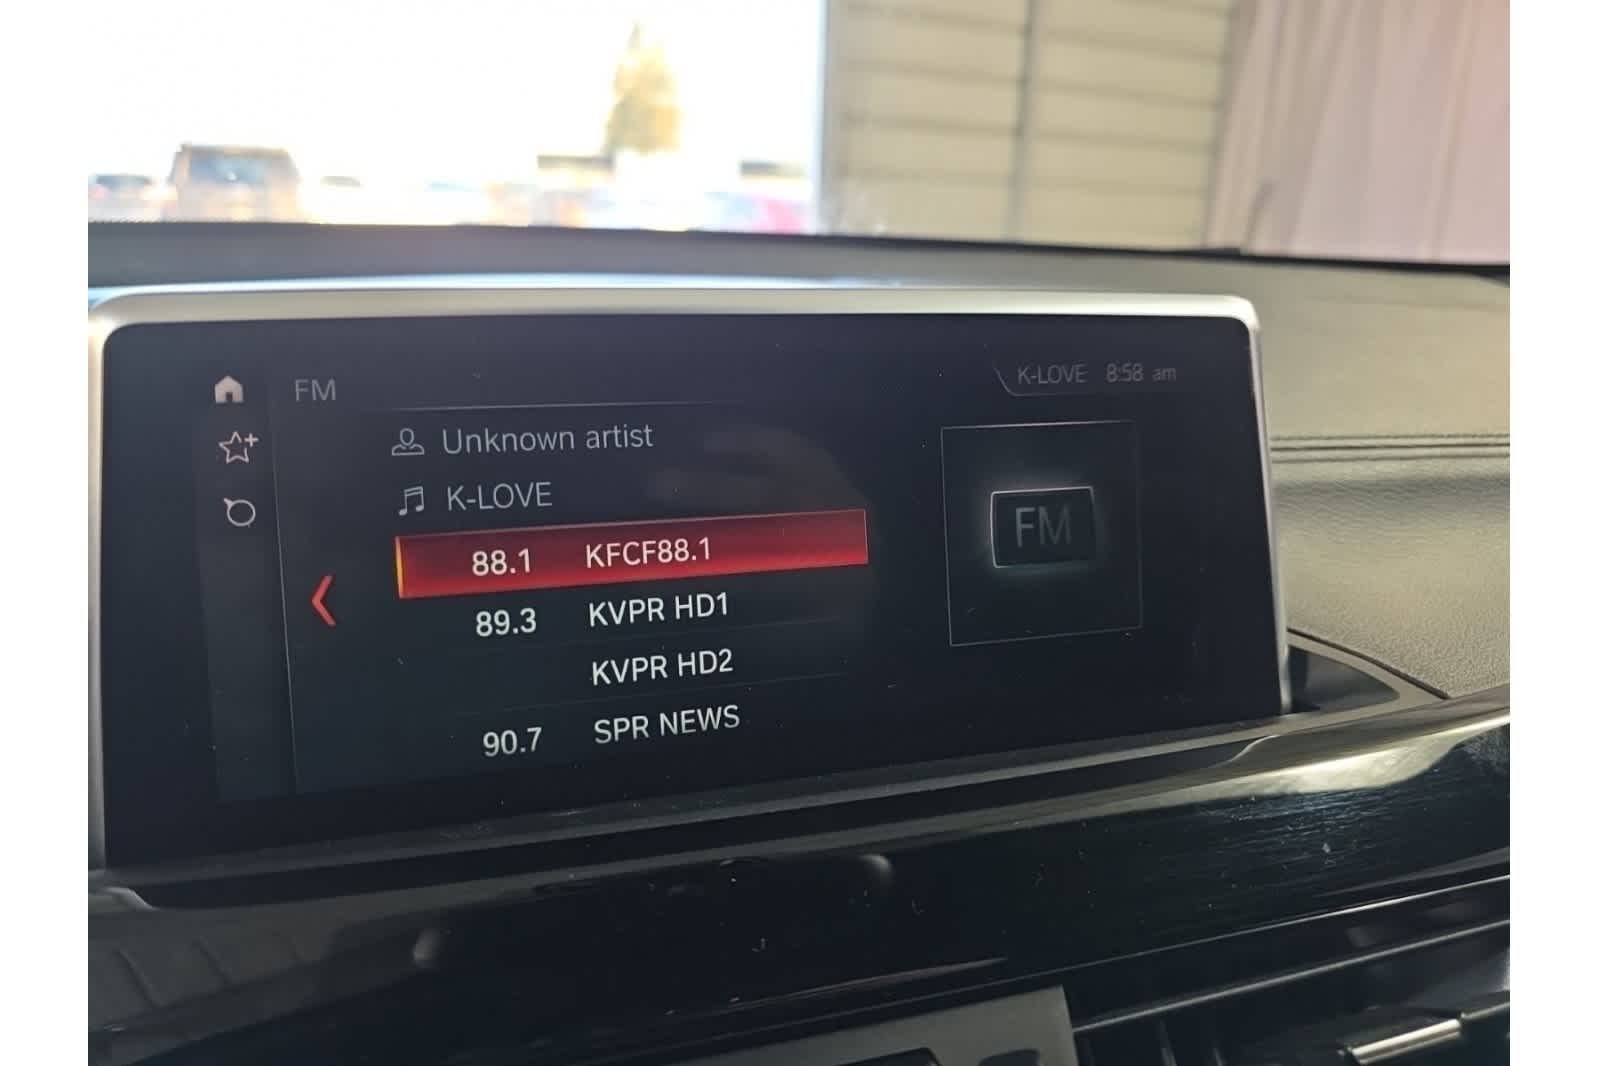 FM
K-LOVE 8:58 am
Unknown artist
K-LOVE
FM
88.1 KFCF88.1
89.3 KVPR HD1
KVPR HD2
90.7 SPR NEWS